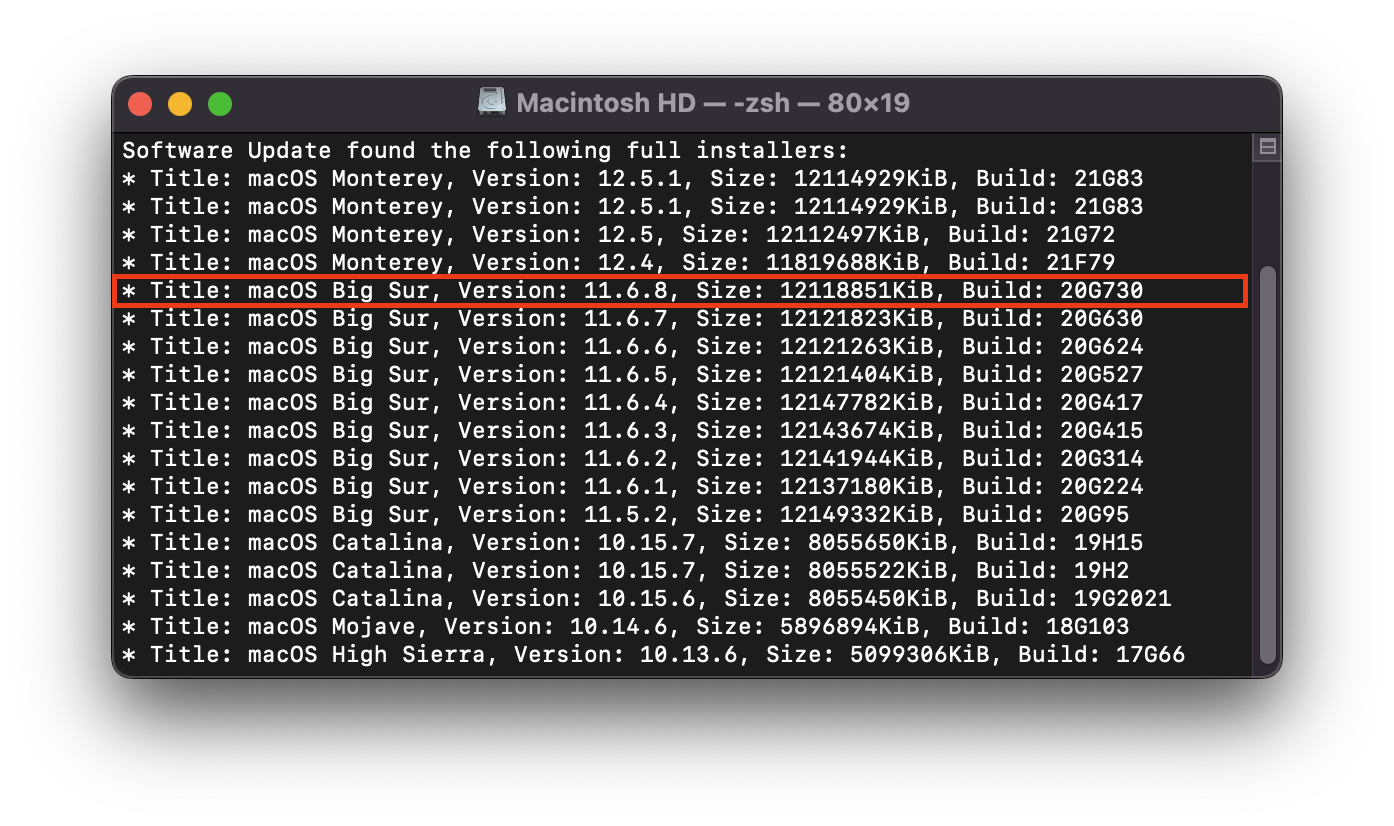 Macintosh HD — -zsh — 80×19
Software Update found the following full installers:
* Title: macOS Monterey, Version: 12.5.1, Size: 12114929KiB, Build: 21G83
* Title: macOS Monterey, Version: 12.5.1, Size: 12114929KiB, Build: 21G83
* Title: macOS Monterey, Version: 12.5, Size: 12112497KiB, Build: 21G72
* Title: macOS Monterey, Version: 12.4, Size: 11819688KiB, Build: 21F79
* Title: macOS Big Sur, Version: 11.6.8, Size: 12118851KiB, Build: 20G730
* Title: macOS Big Sur, Version: 11.6.7, Size: 12121823KiB, Build: 20G630
* Title: macOS Big Sur, Version: 11.6.6, Size: 12121263KiB, Build: 20G624
* Title: macOS Big Sur, Version: 11.6.5, Size: 12121404KiB, Build: 20G527
* Title: macOS Big Sur, Version: 11.6.4, Size: 12147782KiB, Build: 20G417
* Title: macOS Big Sur, Version: 11.6.3, Size: 12143674KiB, Build: 20G415
* Title: macOS Big Sur, Version: 11.6.2, Size: 12141944KiB, Build: 20G314
* Title: macOS Big Sur, Version: 11.6.1, Size: 12137180KiB, Build: 20G224
* Title: macOS Big Sur, Version: 11.5.2, Size: 12149332KiB, Build: 20G95
* Title: macOS Catalina, Version: 10.15.7, Size: 8055650KiB, Build: 19H15
* Title: macOS Catalina, Version: 10.15.7, Size: 8055522KiB, Build: 19H2
* Title: macOS Catalina, Version: 10.15.6, Size: 8055450KiB, Build: 19G2021
* Title: macOS Mojave, Version: 10.14.6, Size: 5896894KiB, Build: 18G103
* Title: macOS High Sierra, Version: 10.13.6, Size: 5099306KiB, Build: 17G66